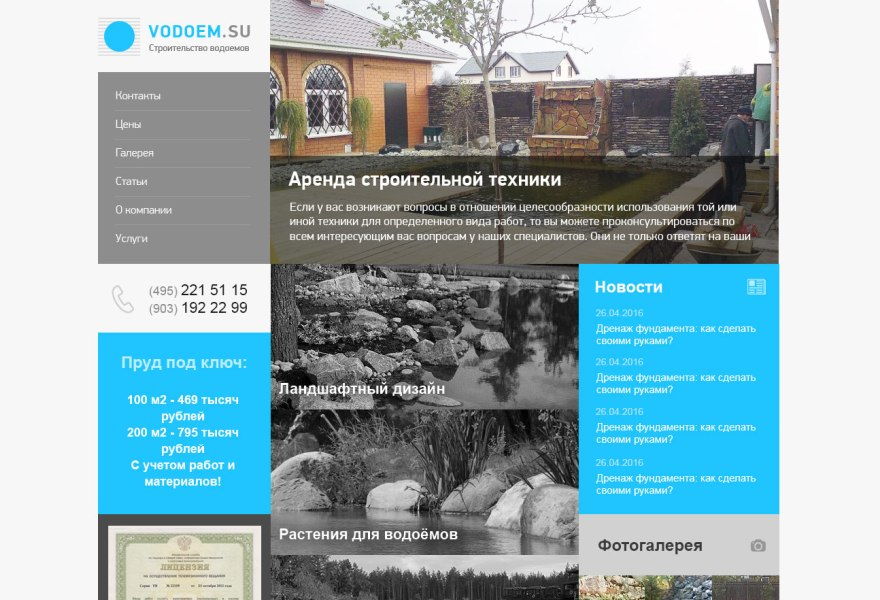 VODOEM.SU
Строительство водоемов
Контакты
Цены
Галерея
Статьи
О компании
Услуги
(495) 221 51 15
(903) 192 22 99
Пруд под ключ:
100 м2 - 469 тысяч
рублей
200 м2 - 795 тысяч
рублей
С учетом работ и
материалов!
ЛИЦЕНЗИЯ
Аренда строительной техники
Если у вас возникают вопросы в отношении целесообразности использования той или
иной техники для определенного вида работ, то вы можете проконсультироваться по
всем интересующим вас вопросам у наших специалистов. Они не только ответят на ваши
Ландшафтный дизайн
Растения для водоёмов
Новости
26.04.2016
Дренаж фундамента: как сделать
своими руками?
26.04.2016
Дренаж фундамента: как сделать
своими руками?
26.04.2016
Дренаж фундамента: как сделать
своими руками?
26.04.2016
Дренаж фундамента: как сделать
своими руками?
Фотогалерея